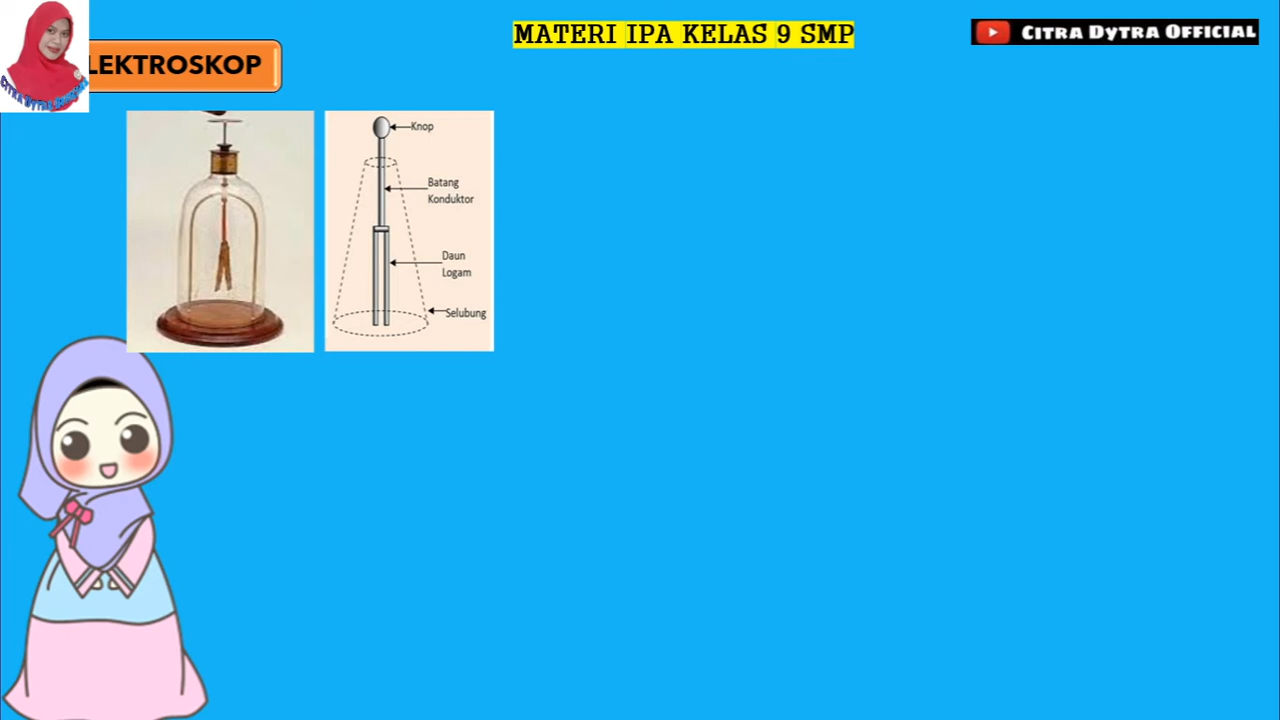 MATERI IPA KELAS 9 SMP
CITRA DYTRA OFFICIAL
LEKTROSKOP
Knop
Batang
Konduktor
Daun
Logam
Selubung